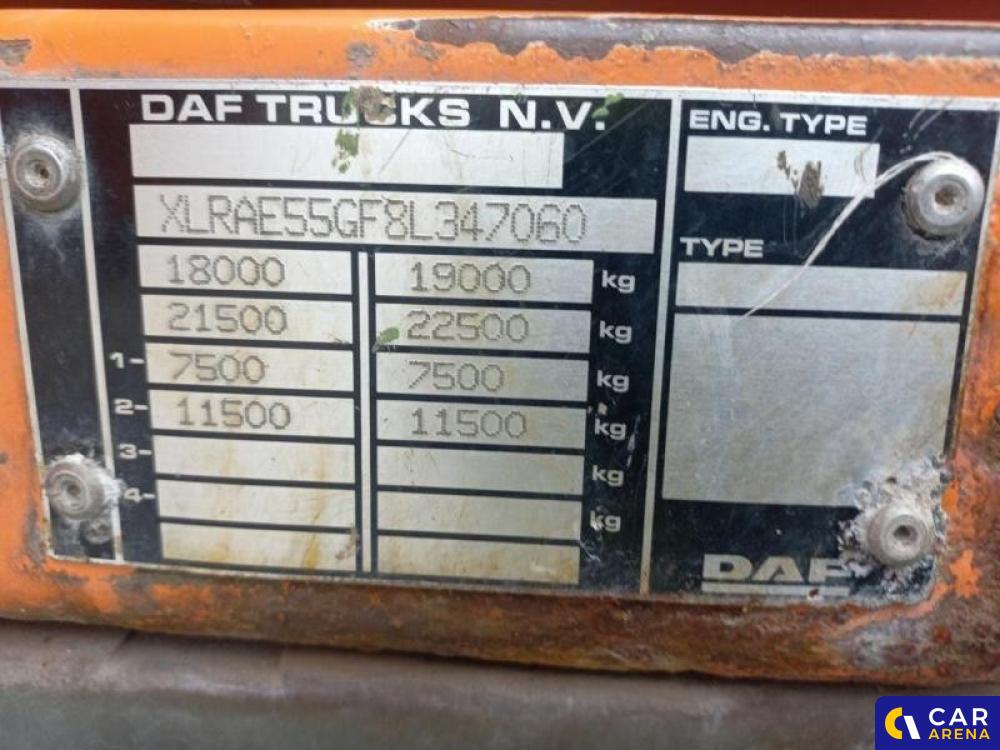 DAF TRUCKS N.V.
ENG. TYPE
XLRAE55GF8L347060
TYPE
18000 19000 kg
21500 22500 kg
1- 7500 7500 kg
2- 11500 11500 kg
3- kg
4- kg
DAF
CAR
ARENA